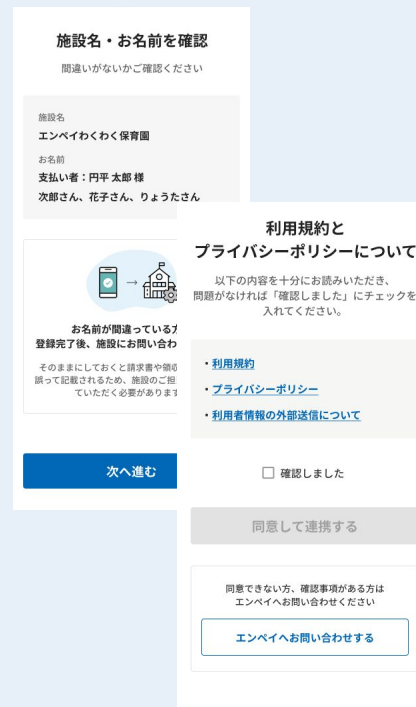 施設名・お名前を確認
間違いがないかご確認ください
施設名
エンペイわくわく保育園
お名前
支払い者：円平 太郎 様
次郎さん、花子さん、りょうたさん
お名前が間違っている
登録完了後、施設にお問い合わ
そのままにしておくと請求書や領収
誤って記載されるため、施設のご担
ていただく必要があります
次へ進む
利用規約と
プライバシーポリシーについて
以下の内容を十分にお読みいただき、
問題がなければ「確認しました」にチェックを
入れてください。
・利用規約
・プライバシーポリシー
・利用者情報の外部送信について
確認しました
同意して連携する
同意できない方、確認事項がある方は
エンペイへお問い合わせください
エンペイへお問い合わせする